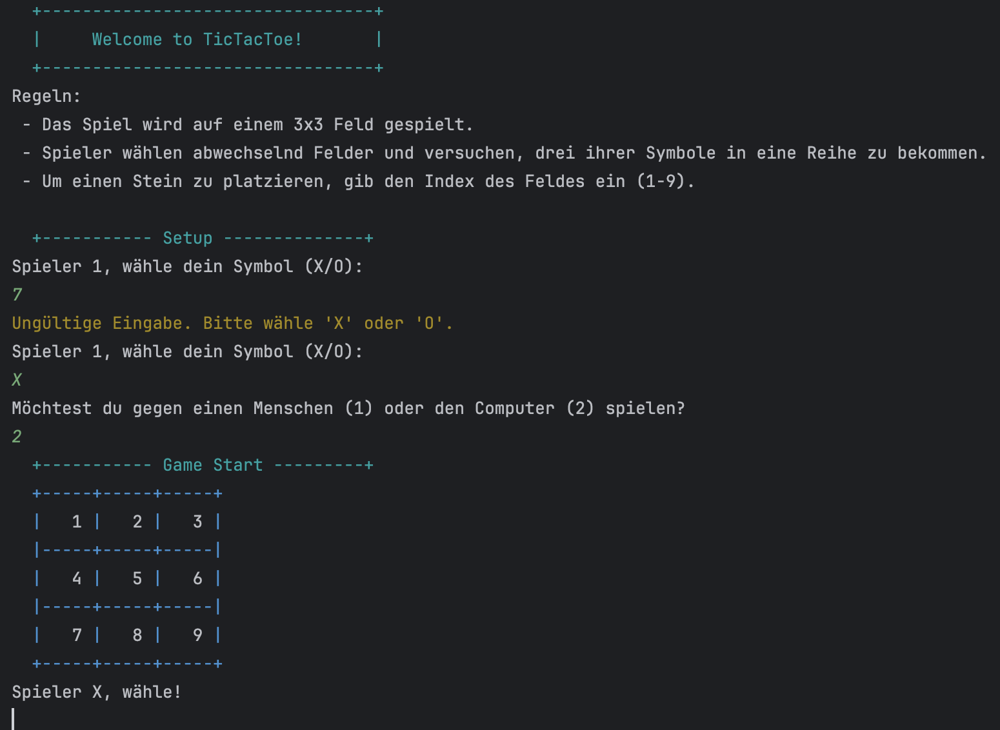 +---------------------------------+
|     Welcome to TicTacToe!       |
+---------------------------------+
Regeln:
- Das Spiel wird auf einem 3x3 Feld gespielt.
- Spieler wählen abwechselnd Felder und versuchen, drei ihrer Symbole in eine Reihe zu bekommen.
- Um einen Stein zu platzieren, gib den Index des Feldes ein (1-9).
+----------- Setup --------------+
Spieler 1, wähle dein Symbol (X/O):
7
Ungültige Eingabe. Bitte wähle 'X' oder 'O'.
Spieler 1, wähle dein Symbol (X/O):
X
Möchtest du gegen einen Menschen (1) oder den Computer (2) spielen?
2
+----------- Game Start ---------+
+-----+-----+-----+
|   1 |   2 |   3 |
|-----+-----+-----|
|   4 |   5 |   6 |
|-----+-----+-----|
|   7 |   8 |   9 |
+-----+-----+-----+
Spieler X, wähle!